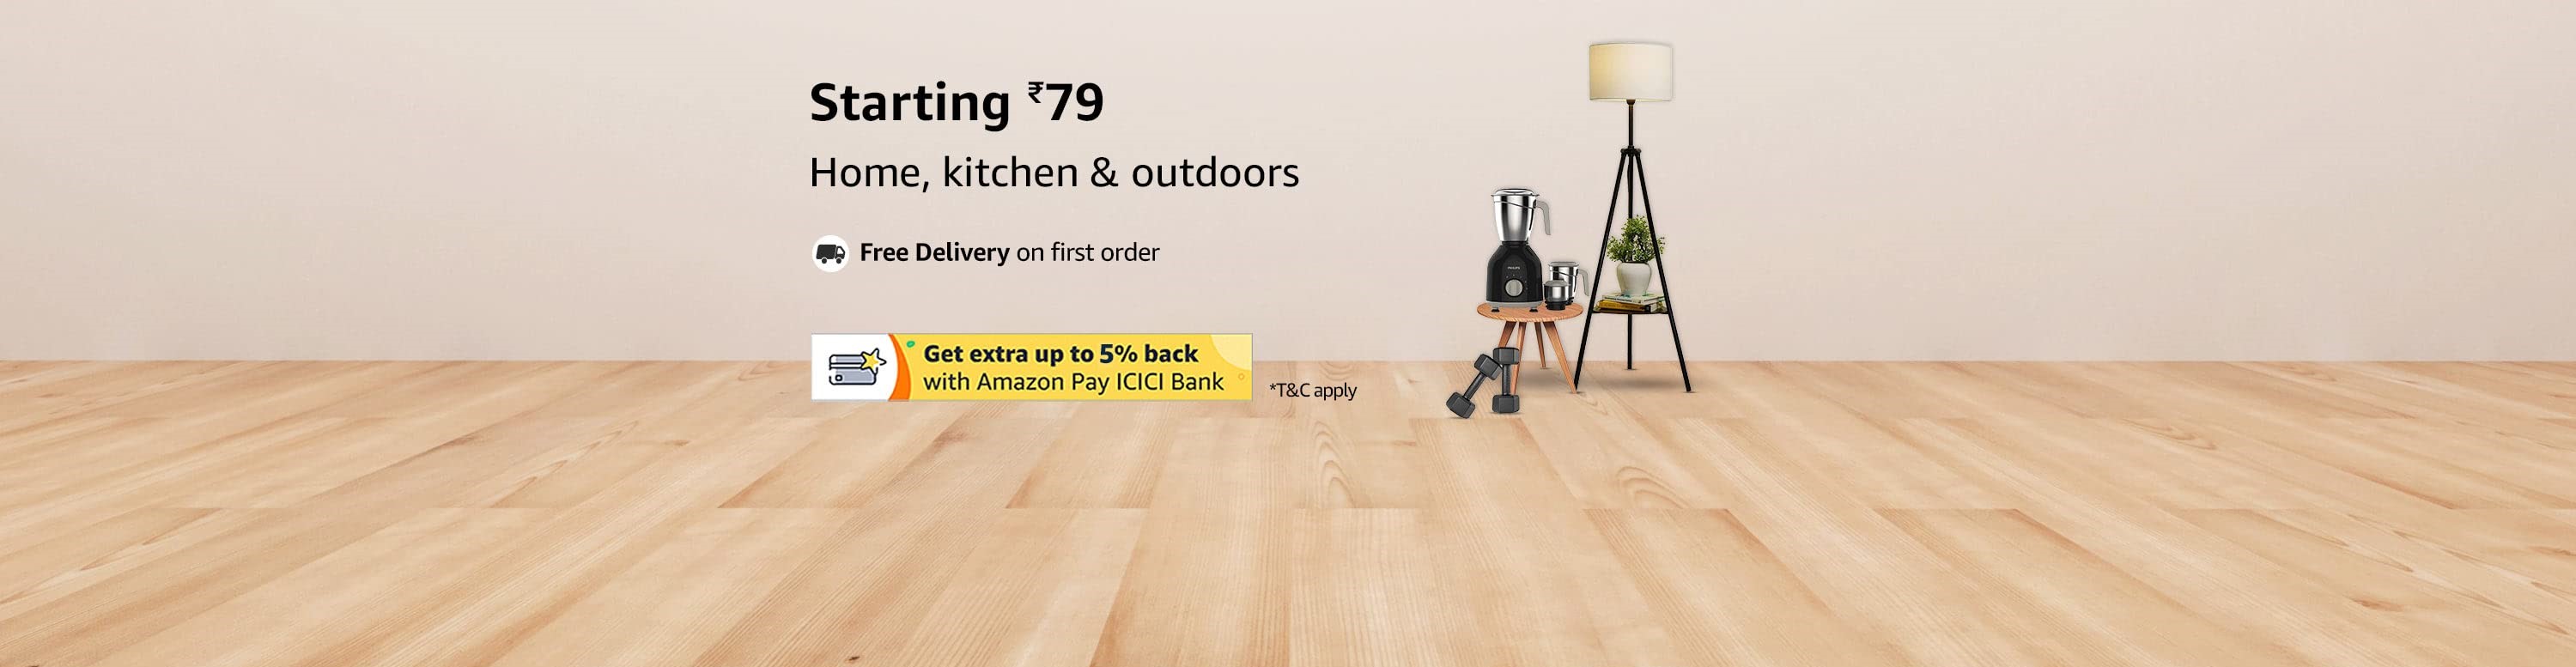 Starting ₹79
Home, kitchen & outdoors
Free Delivery on first order
Get extra up to 5% back
with Amazon Pay ICICI Bank
*T&C apply